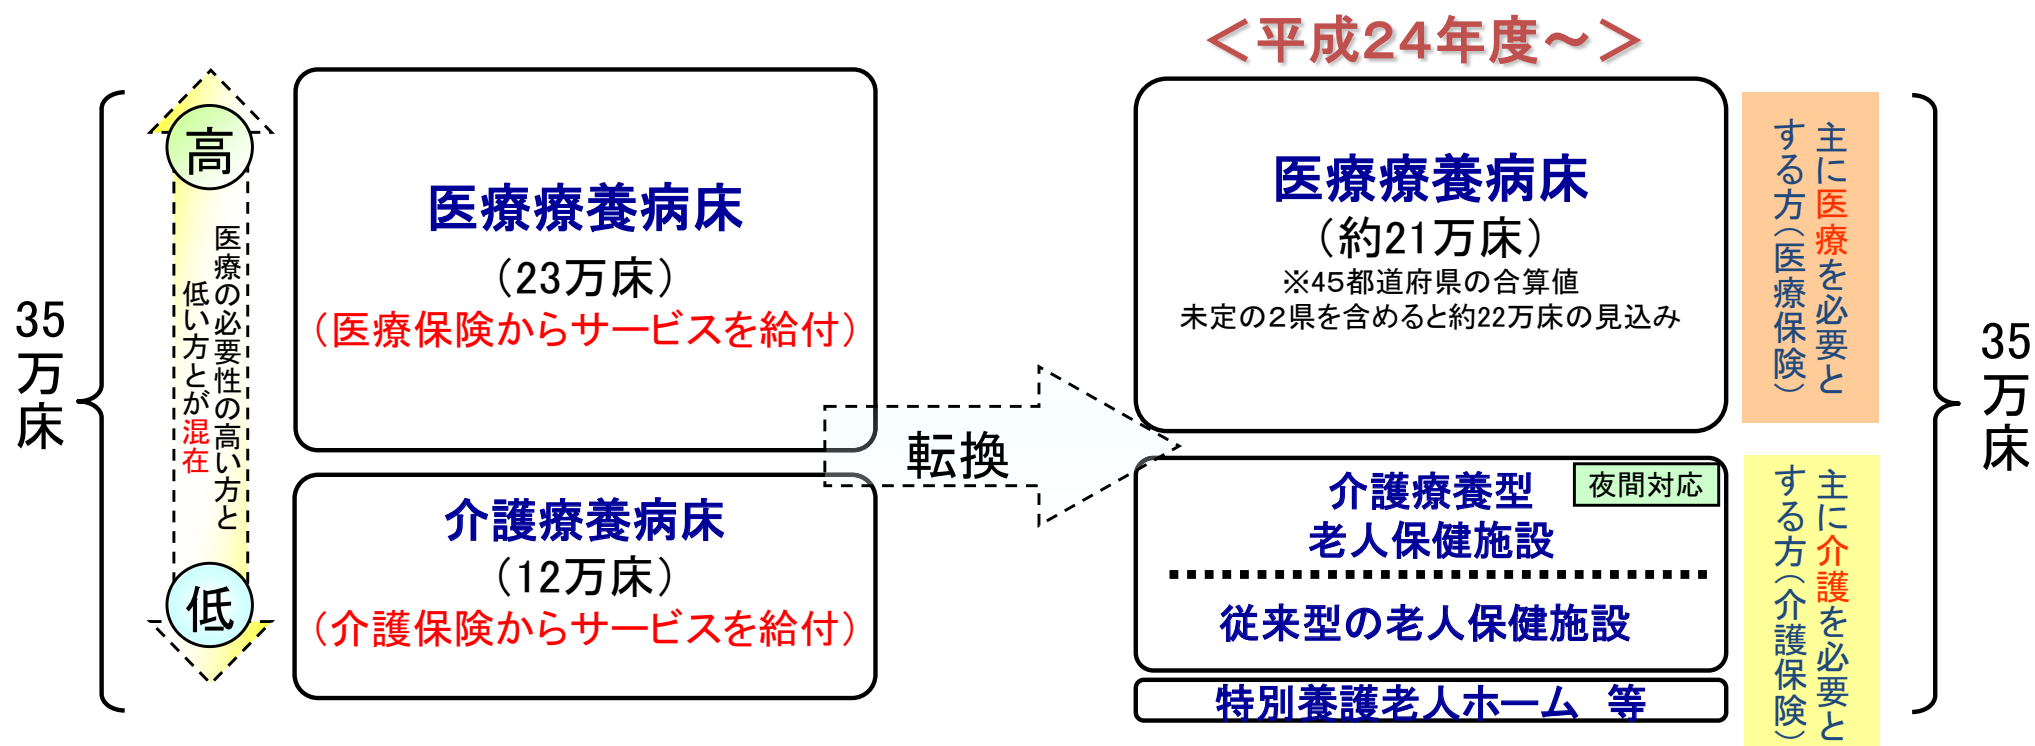 ＜平成24年度～＞
35
万
床
高
医療の必要性の高い方と
低い方とが混在
低
医療療養病床
（23万床）
（医療保険からサービスを給付）
介護療養病床
（12万床）
（介護保険からサービスを給付）
転換
医療療養病床
（約21万床）
※45都道府県の合算値
未定の２県を含めると約22万床の見込み
介護療養型
老人保健施設
夜間対応
従来型の老人保健施設
特別養護老人ホーム　等
主に医療を必要と
する方（医療保険）
主に介護を必要と
する方（介護保険）
35
万
床